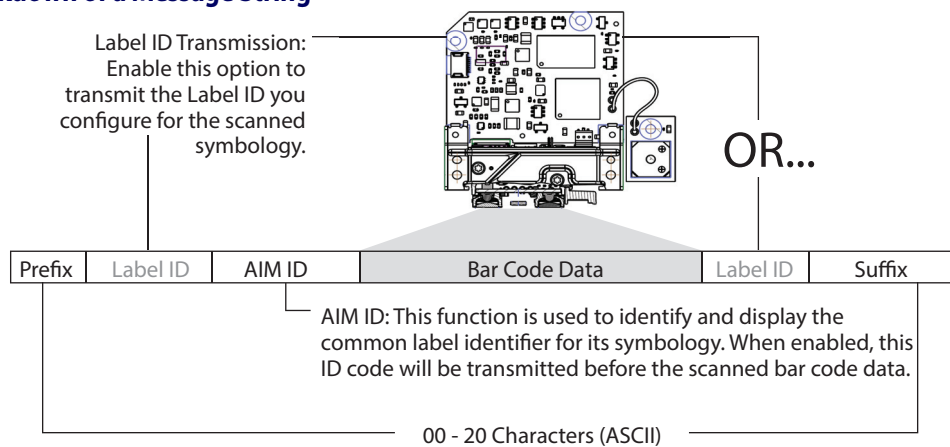 Label ID Transmission:
Enable this option to
transmit the Label ID you
configure for the scanned
symbology.
OR...
Prefix Label ID AIM ID Bar Code Data Label ID Suffix
AIM ID: This function is used to identify and display the
common label identifier for its symbology. When enabled, this
ID code will be transmitted before the scanned bar code data.
00 - 20 Characters (ASCII)